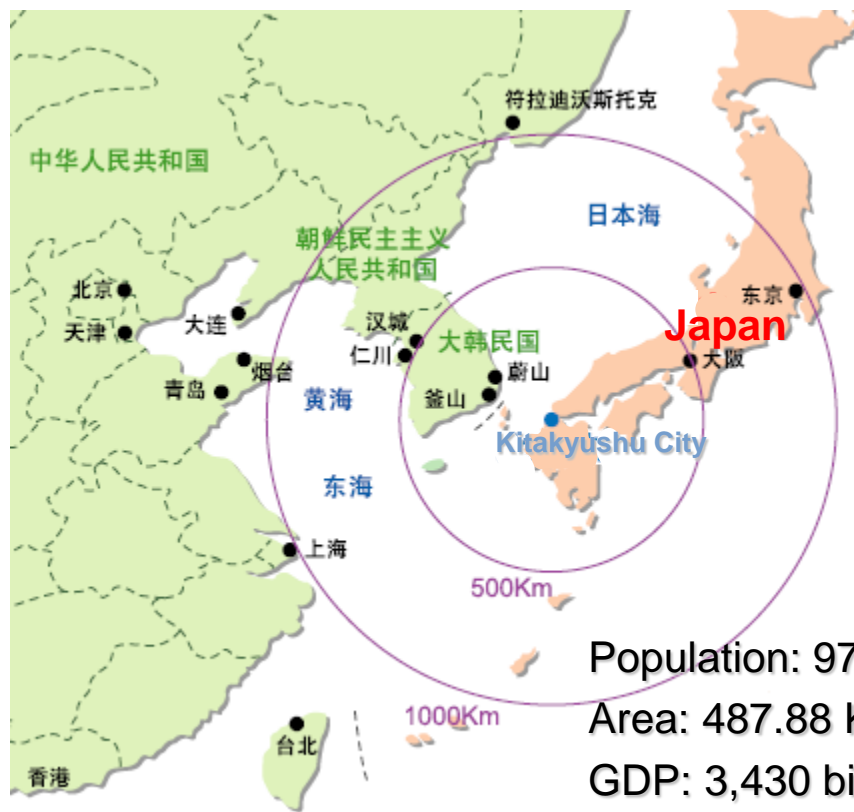 符拉迪沃斯托克
中华人民共和国
日本海
朝鲜民主主义
人民共和国
北京
东京
大连
汉城
Japan
天津
大韩民国
仁川
大阪
烟台
蔚山
青岛
釜山
黄海
Kitakyushu City
东海
上海
500Km
Population: 97
1000Km
Area: 487.88
台北
香港
GDP: 3,430 bi